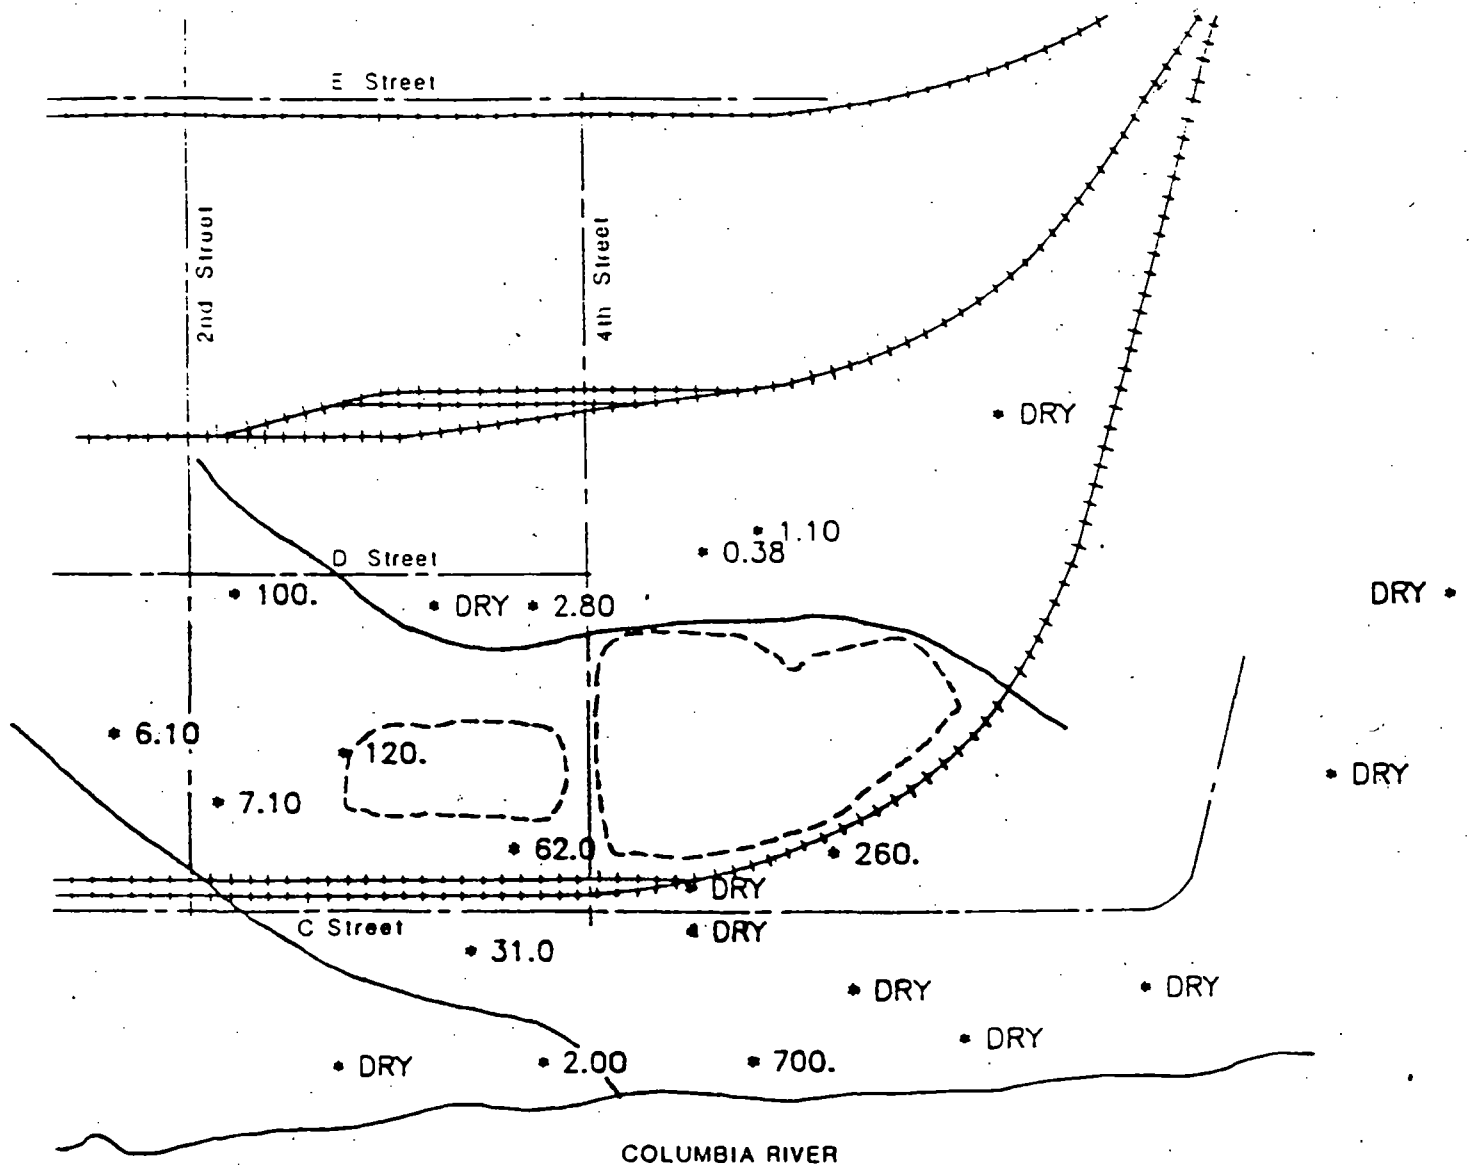 E Street
2nd Street
4th Street
* DRY
* 1.10
* 0.38
D Street
* 100.
* DRY
* 2.80
DRY *
* 6.10
* 120.
* DRY
* 7.10
* 62.0
* 260.
* DRY
C Street
* DRY
* 31.0
* DRY
* DRY
* DRY
* DRY
* 2.00
* 700.
COLUMBIA RIVER